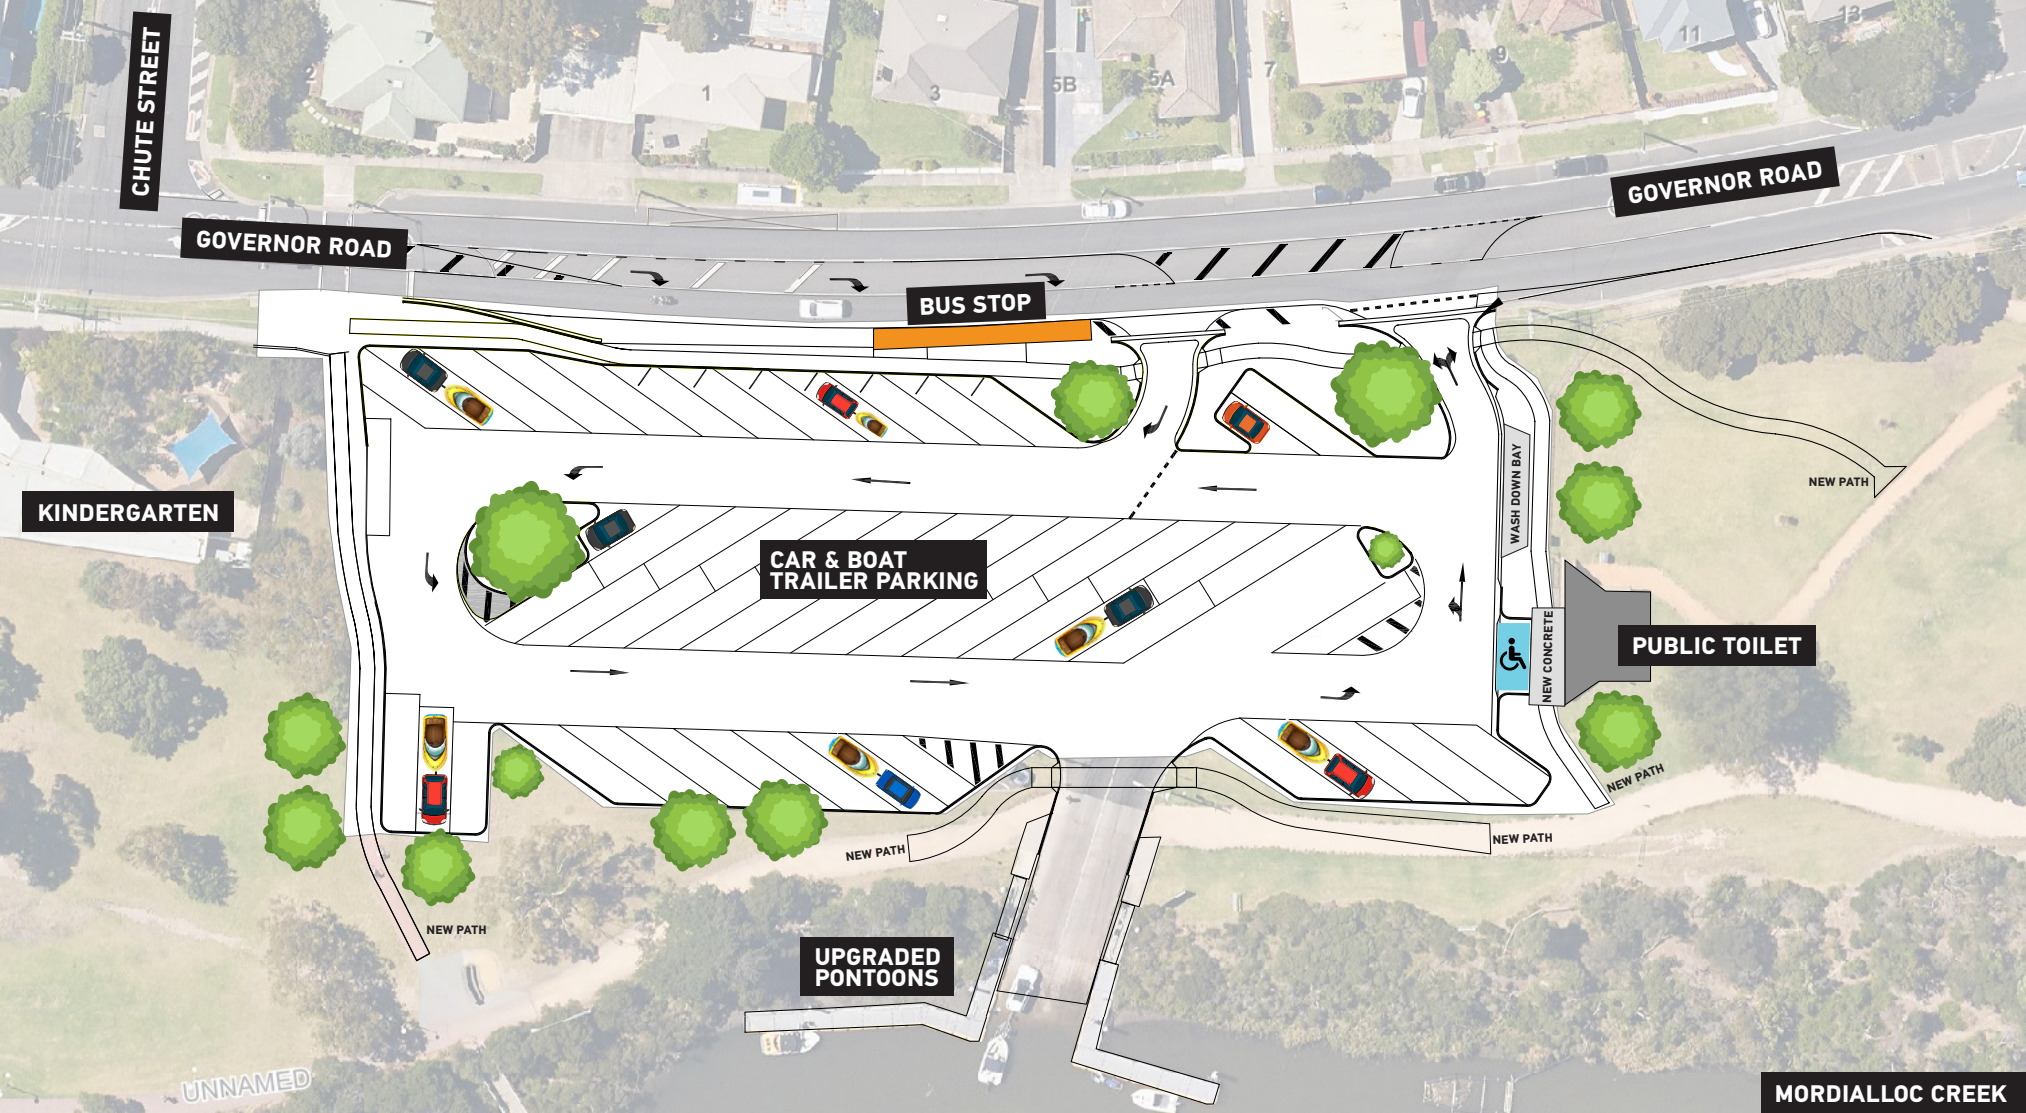 CHUTE STREET
2
1
3
5B
5A
7
9
11
13
GOVERNOR ROAD
GOVERNOR ROAD
BUS STOP
NEW PATH
WASH DOWN BAY
KINDERGARTEN
CAR & BOAT
TRAILER PARKING
NEW CONCRETE
PUBLIC TOILET
NEW PATH
NEW PATH
NEW PATH
NEW PATH
UPGRADED
PONTOONS
UNNAMED
MORDIALLOC CREEK